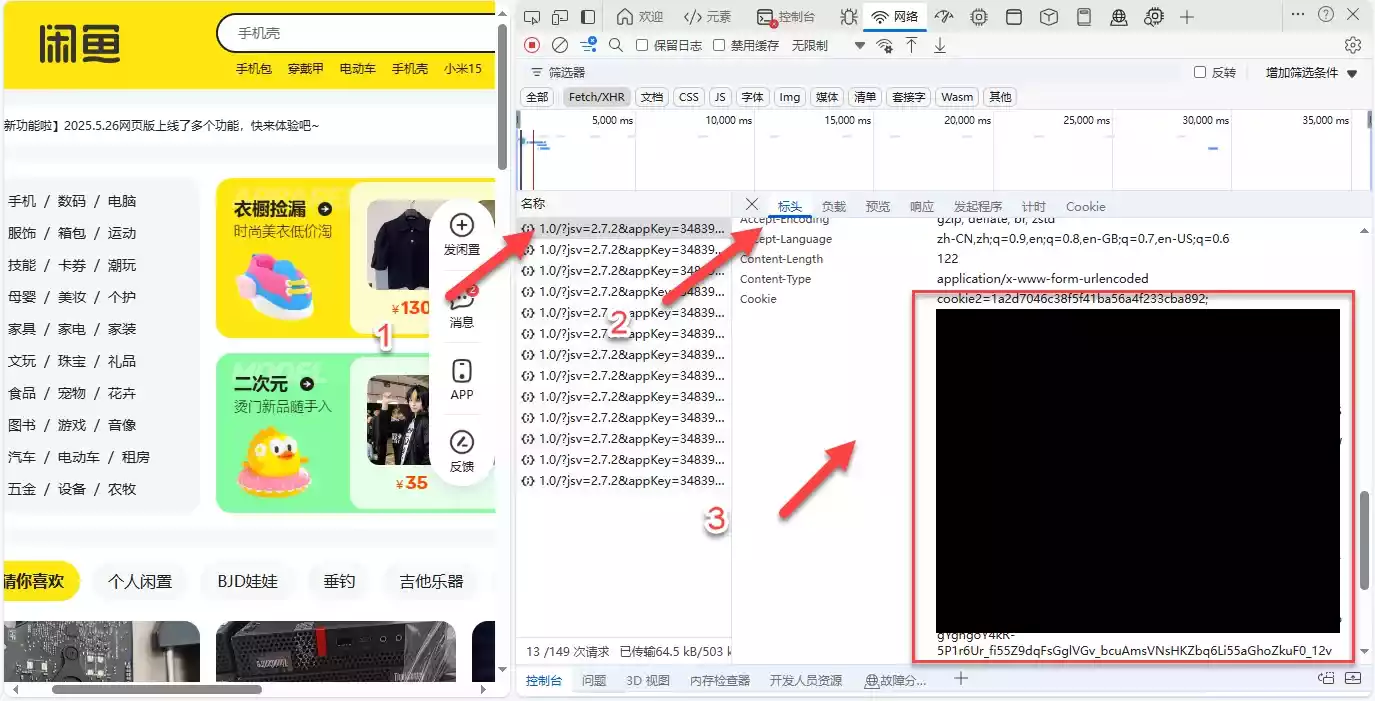 闲鱼
手机壳
手机包 穿戴甲 电动车 手机壳 小米15
新功能啦】2025.5.26网页版上线了多个功能，快来体验吧~
手机 / 数码 / 电脑
服饰 / 箱包 / 运动
技能 / 卡券 / 潮玩
母婴 / 美妆 / 个护
家具 / 家电 / 家装
文玩 / 珠宝 / 礼品
食品 / 宠物 / 花卉
图书 / 游戏 / 音像
汽车 / 电动车 / 租房
五金 / 设备 / 农牧
衣橱捡漏
时尚美衣低价淘
¥130
二次元
烫门新品随手入
¥35
发闲置
2
消息
APP
反馈
1
猜你喜欢 个人闲置 BJD娃娃 垂钓 吉他乐器
欢迎 元素 控制台 网络
保留日志 禁用缓存 无限制
筛选器 反转 增加筛选条件
全部 Fetch/XHR 文档 CSS JS 字体 Img 媒体 清单 套接字 Wasm 其他
5,000 ms 10,000 ms 15,000 ms 20,000 ms 25,000 ms 30,000 ms 35,000 ms
名称
1.0/?jsv=2.7.2&appKey=34839...
1.0/?jsv=2.7.2&appKey=34839...
1.0/?jsv=2.7.2&appKey=34839...
1.0/?jsv=2.7.2&appKey=34839...
1.0/?jsv=2.7.2&appKey=34839...
1.0/?jsv=2.7.2&appKey=34839...
1.0/?jsv=2.7.2&appKey=34839...
1.0/?jsv=2.7.2&appKey=34839...
1.0/?jsv=2.7.2&appKey=34839...
1.0/?jsv=2.7.2&appKey=34839...
1.0/?jsv=2.7.2&appKey=34839...
1.0/?jsv=2.7.2&appKey=34839...
1.0/?jsv=2.7.2&appKey=34839...
2
3
13 /149 次请求 已传输64.5 kB/503 k
标头 负载 预览 响应 发起程序 计时 Cookie
Accept-Encoding gzip, deflate, br, zstd
Accept-Language zh-CN,zh;q=0.9,en;q=0.8,en-GB;q=0.7,en-US;q=0.6
Content-Length 122
Content-Type application/x-www-form-urlencoded
Cookie cookie2=1a2d7046c38f5f41ba56a4f233cba892;
gYghgoY4kR-
5P1r6Ur_fi55Z9dqFsGglVGv_bcuAmsVNsHKZbq6Li55aGhoZkuF0_12v
控制台 问题 3D 视图 内存检查器 开发人员资源 故障分...